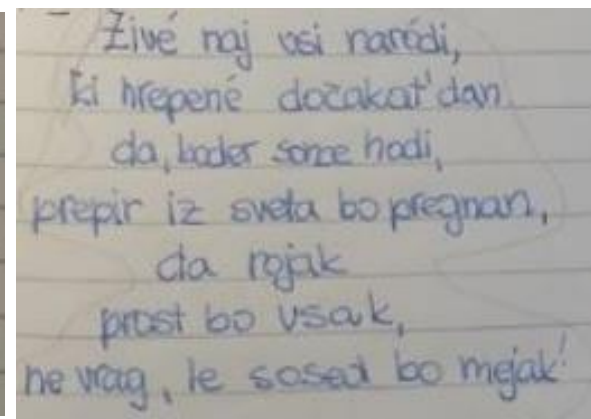 Živé naj vsi naródi,
ki hrepené dočakat' dan
da, koder sonce hodi,
prepir iz sveta bo pregnan,
da rojak
prost bo vsak,
ne vrag, le sosed bo mejak!